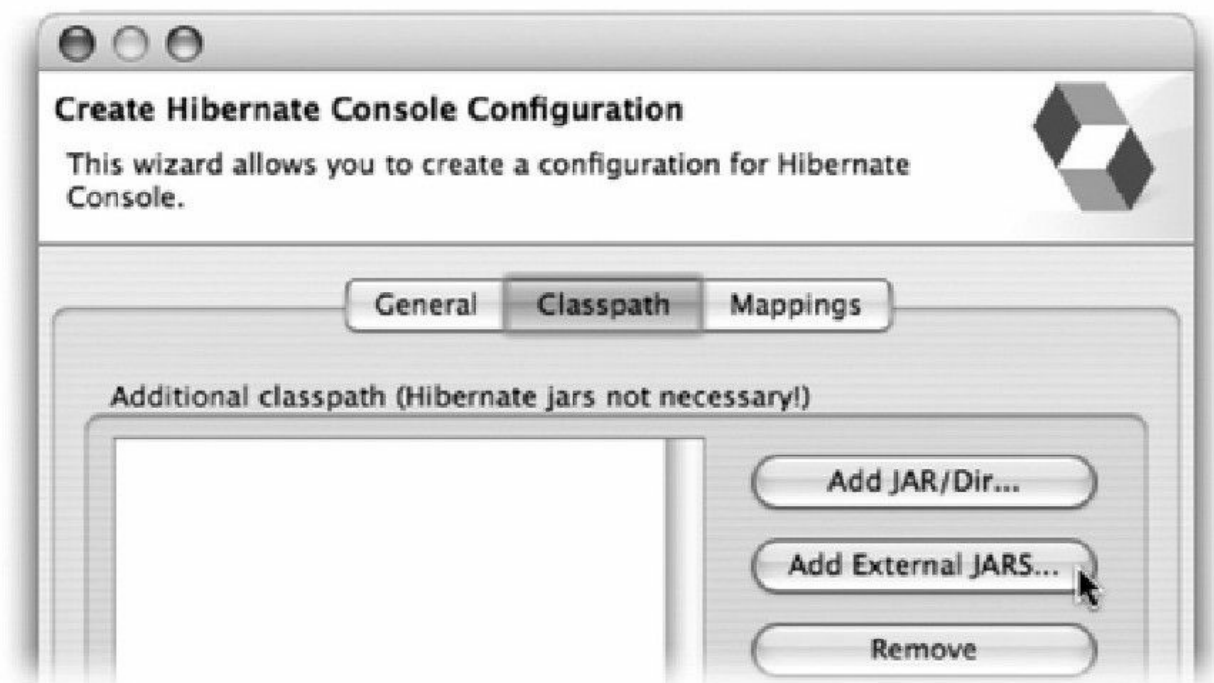 Create Hibernate Console Configuration
This wizard allows you to create a configuration for Hibernate
Console.
General Classpath Mappings
Additional classpath (Hibernate jars not necessary!)
Add JAR/Dir...
Add External JARS...
Remove